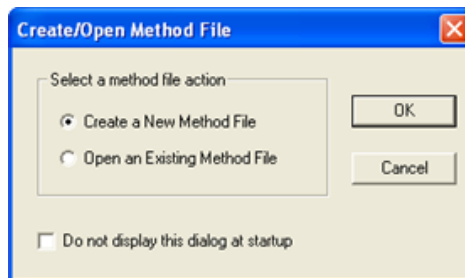 Create/Open Method File
Select a method file action
Create a New Method File
OK
Open an Existing Method File
Cancel
Do not display this dialog at startup